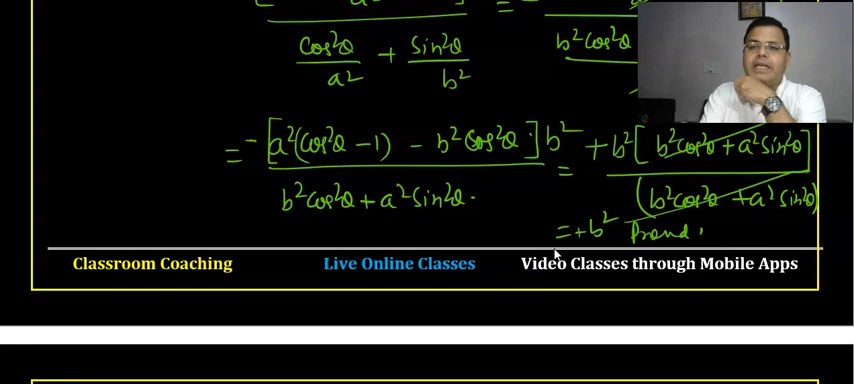 cos²θ/a² + sin²θ/b²
b²cos²θ
= -[a²(cos²θ - 1) - b²cos²θ.]b² / b²cos²θ + a²sin²θ. = +b²[b²cos²θ + a²sin²θ] / (b²cos²θ + a²sin²θ)
= +b² Proved.
Classroom Coaching Live Online Classes Video Classes through Mobile Apps